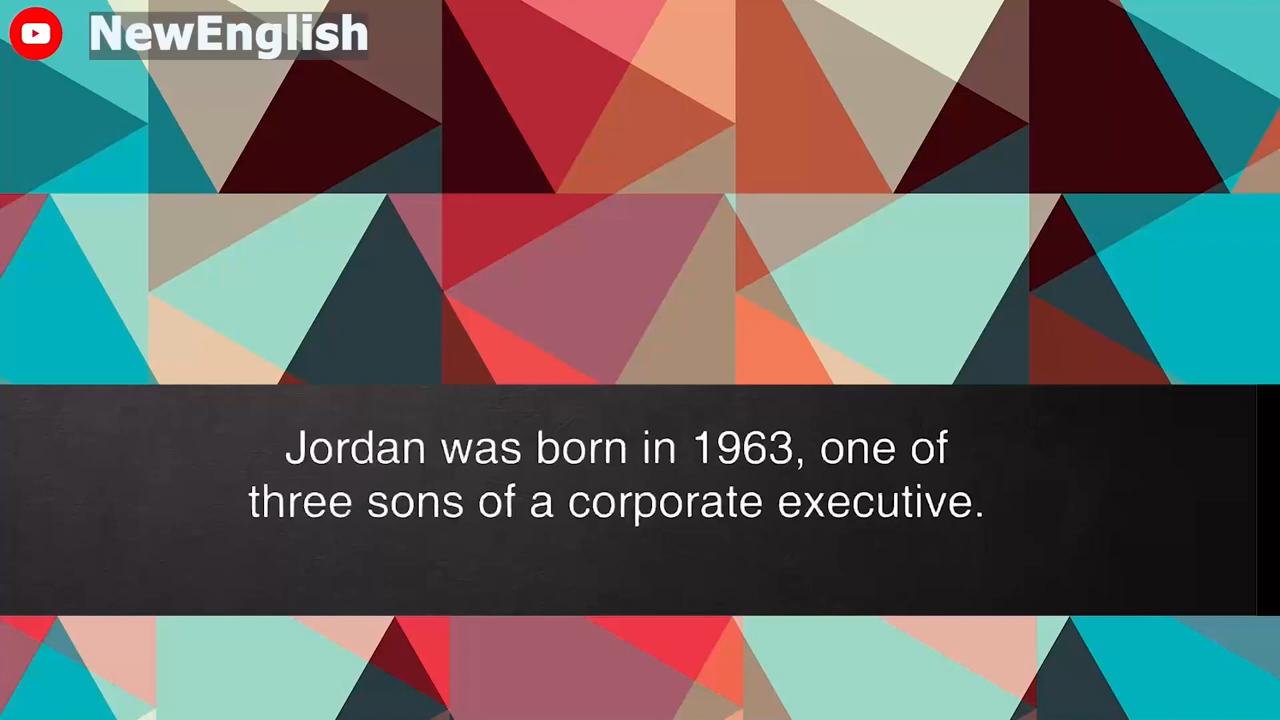 NewEnglish
Jordan was born in 1963, one of
three sons of a corporate executive.